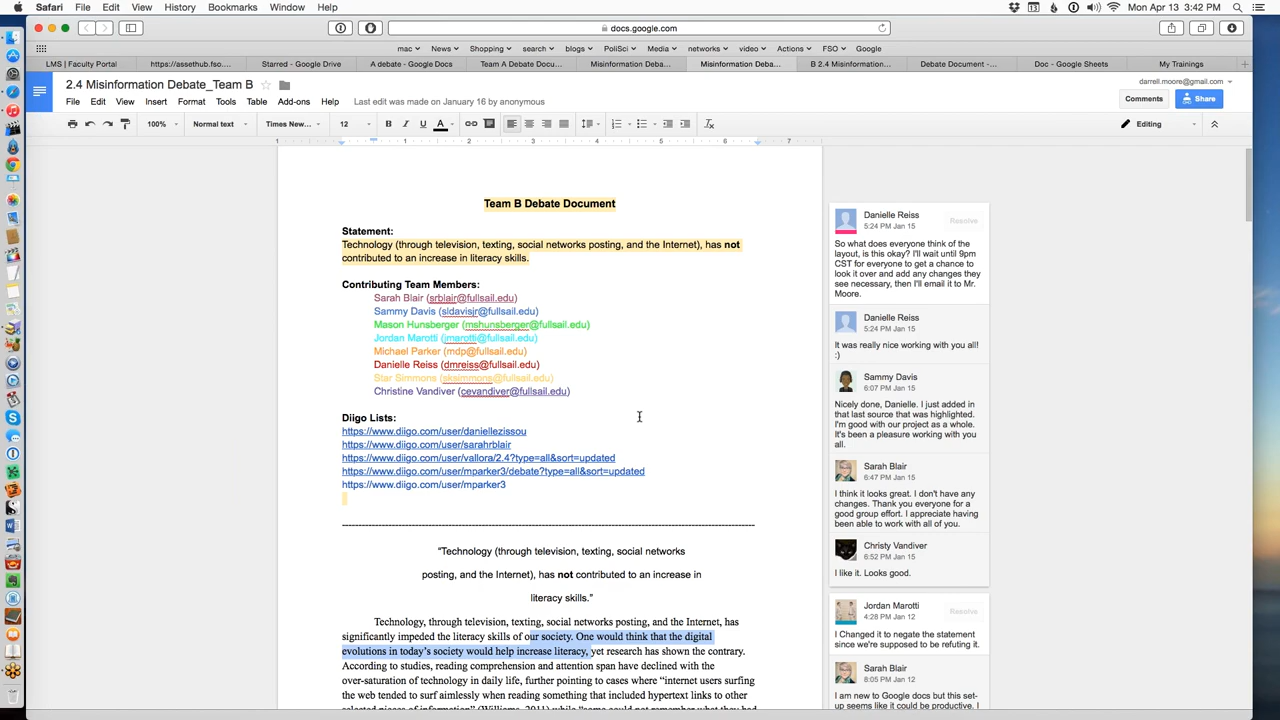 Safari File Edit View History Bookmarks Window Help Mon Apr 13 3:42 PM
docs.google.com
mac News Shopping search blogs PoliSci Media networks video Actions FSO Google
LMS | Faculty Portal https://assethub.fso.... Starred - Google Drive A debate - Google Docs Team A Debate Docu... Misinformation Deba... Misinformation Deba... B 2.4 Misinformation... Debate Document -... Doc - Google Sheets My Trainings
2.4 Misinformation Debate_Team B
darrell.moore@gmail.com
File Edit View Insert Format Tools Table Add-ons Help Last edit was made on January 16 by anonymous
Comments Share
100% Normal text Times New... 12 B I U A Editing
1 1 2 3 4 5 6 7
Team B Debate Document
Statement:
Technology (through television, texting, social networks posting, and the Internet), has not
contributed to an increase in literacy skills.
Contributing Team Members:
Sarah Blair (srblair@fullsail.edu)
Sammy Davis (sldavisjr@fullsail.edu)
Mason Hunsberger (mshunsberger@fullsail.edu)
Jordan Marotti (jmarotti@fullsail.edu)
Michael Parker (mdp@fullsail.edu)
Danielle Reiss (dmreiss@fullsail.edu)
Star Simmons (sksimmons@fullsail.edu)
Christine Vandiver (cevandiver@fullsail.edu)
Diigo Lists:
https://www.diigo.com/user/daniellezissou
https://www.diigo.com/user/sarahrblair
https://www.diigo.com/user/vallora/2.4?type=all&sort=updated
https://www.diigo.com/user/mparker3/debate?type=all&sort=updated
https://www.diigo.com/user/mparker3
"Technology (through television, texting, social networks
posting, and the Internet), has not contributed to an increase in
literacy skills."
Technology, through television, texting, social networks posting, and the Internet, has
significantly impeded the literacy skills of our society. One would think that the digital
evolutions in today's society would help increase literacy, yet research has shown the contrary.
According to studies, reading comprehension and attention span have declined with the
over-saturation of technology in daily life, further pointing to cases where "internet users surfing
the web tended to surf aimlessly when reading something that included hypertext links to other
selected pieces of information" (Williams, 2011) while "some could not remember what they had
Danielle Reiss
5:24 PM Jan 15
Resolve
So what does everyone think of the
layout, is this okay? I'll wait until 9pm
CST for everyone to get a chance to
look it over and add any changes they
see necessary, then I'll email it to Mr.
Moore.
Danielle Reiss
5:24 PM Jan 15
It was really nice working with you all!
:)
Sammy Davis
6:07 PM Jan 15
Nicely done, Danielle. I just added in
that last source that was highlighted.
I'm good with our project as a whole.
It's been a pleasure working with you
all.
Sarah Blair
6:47 PM Jan 15
I think it looks great. I don't have any
changes. Thank you everyone for a
good group effort. I appreciate having
been able to work with all of you.
Christy Vandiver
6:52 PM Jan 15
I like it. Looks good.
Jordan Marotti
4:28 PM Jan 12
Resolve
I Changed it to negate the statement
since we're supposed to be refuting it.
Sarah Blair
8:05 PM Jan 12
I am new to Google docs but this set-
up seems like it could be productive. I